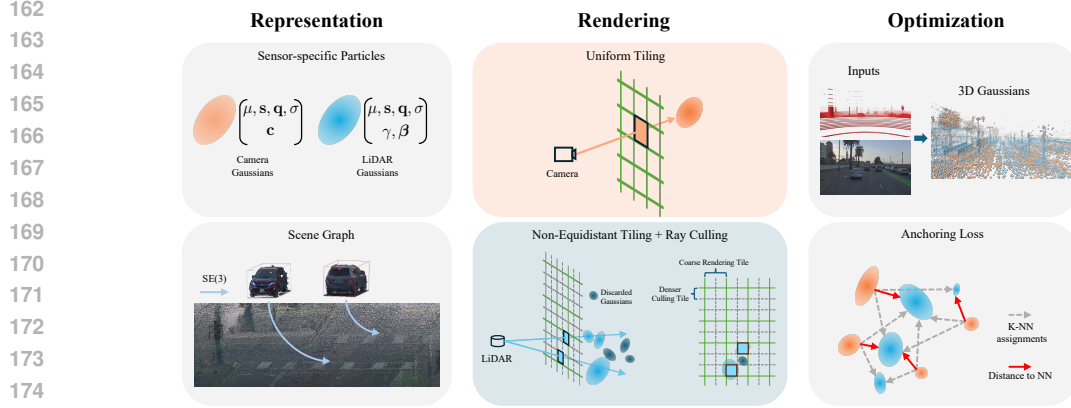 162
163
164
165
166
167
168
169
170
171
172
173
174
Representation
Rendering
Optimization
Sensor-specific Particles
μ, s, q, σ
c
Camera
Gaussians
μ, s, q, σ
γ, β
LiDAR
Gaussians
Uniform Tiling
Camera
Inputs
3D Gaussians
Scene Graph
SE(3)
Non-Equidistant Tiling + Ray Culling
LiDAR
Discarded
Gaussians
Coarse Rendering Tile
Denser
Culling Tile
Anchoring Loss
K-NN
assignments
Distance to NN